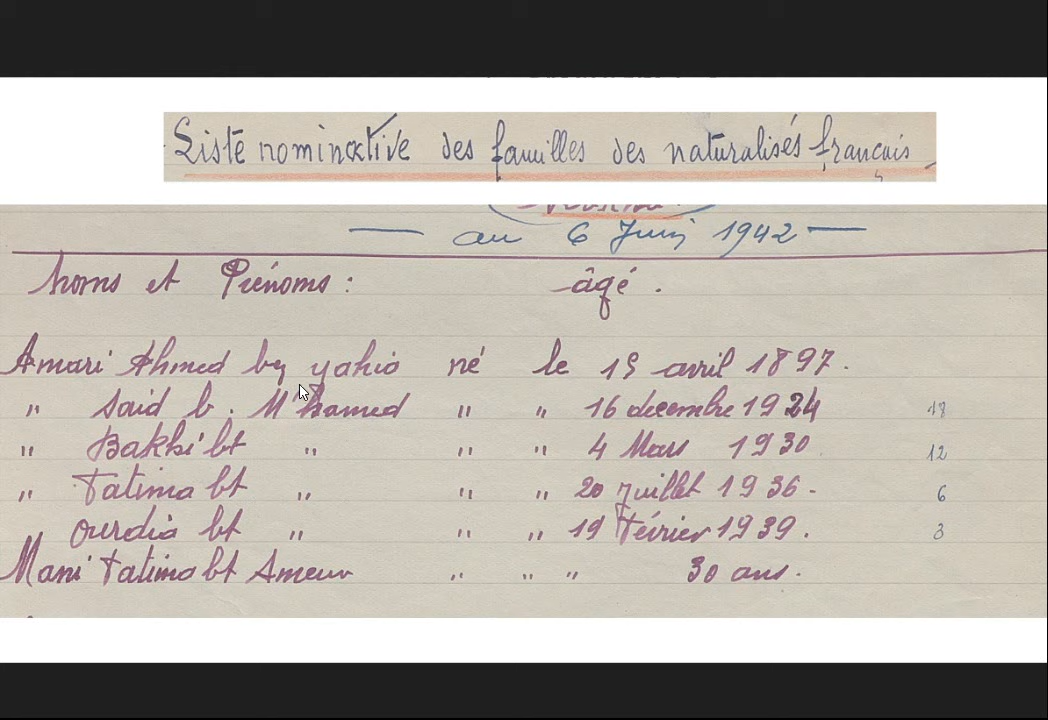 Liste nominative des familles des naturalisés français
au 6 Juin 1942
Noms et Prénoms : âgé .
Amari Ahmed ben yahia né le 15 avril 1897.
" Said b. M'hamed " " 16 decembre 1924 18
" Bakhi bt " " " 4 Mars 1930 12
" Fatima bt " " " 20 juillet 1936 - 6
Ourdia bt " " " 19 Février 1939. 3
Mani Fatima bt Ameur " " " 30 ans.